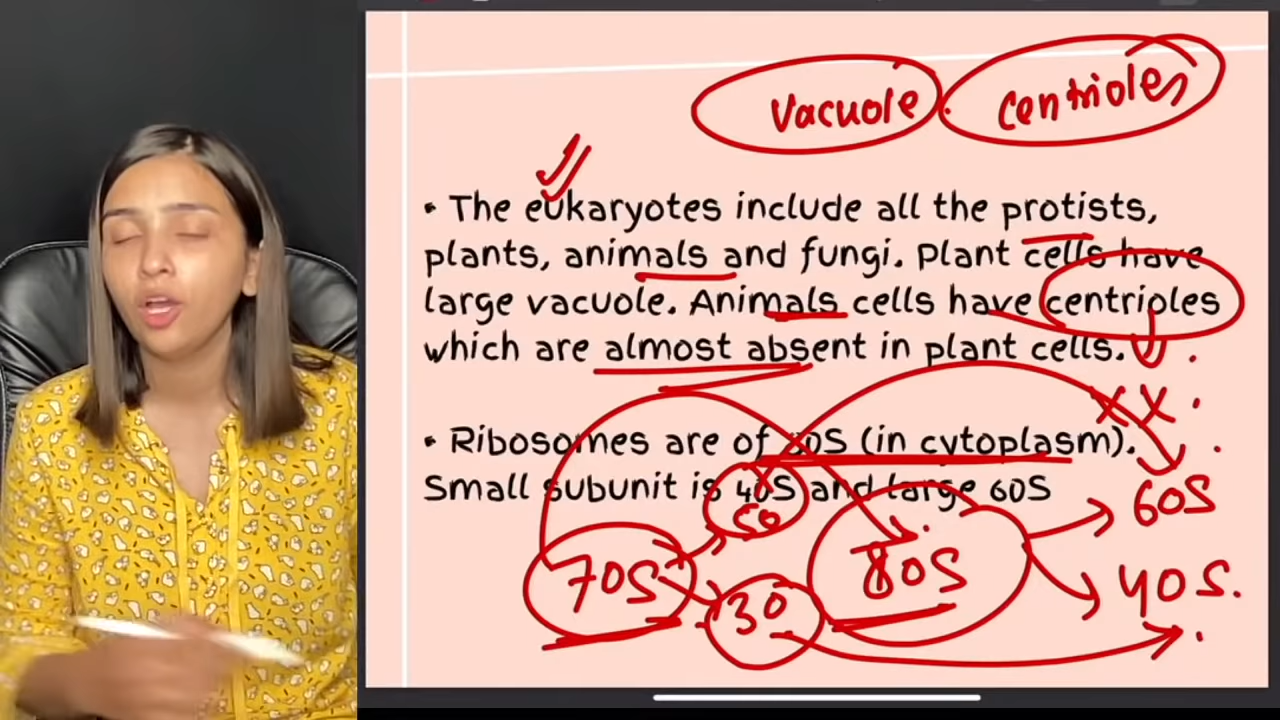 Vacuole centrioles
• The eukaryotes include all the protists,
plants, animals and fungi. Plant cells have
large vacuole. Animals cells have centrioles
which are almost absent in plant cells.
• Ribosomes are of 80S (in cytoplasm).
Small subunit is 40S and large 60S
50
60S
70S
80S
30
40S.